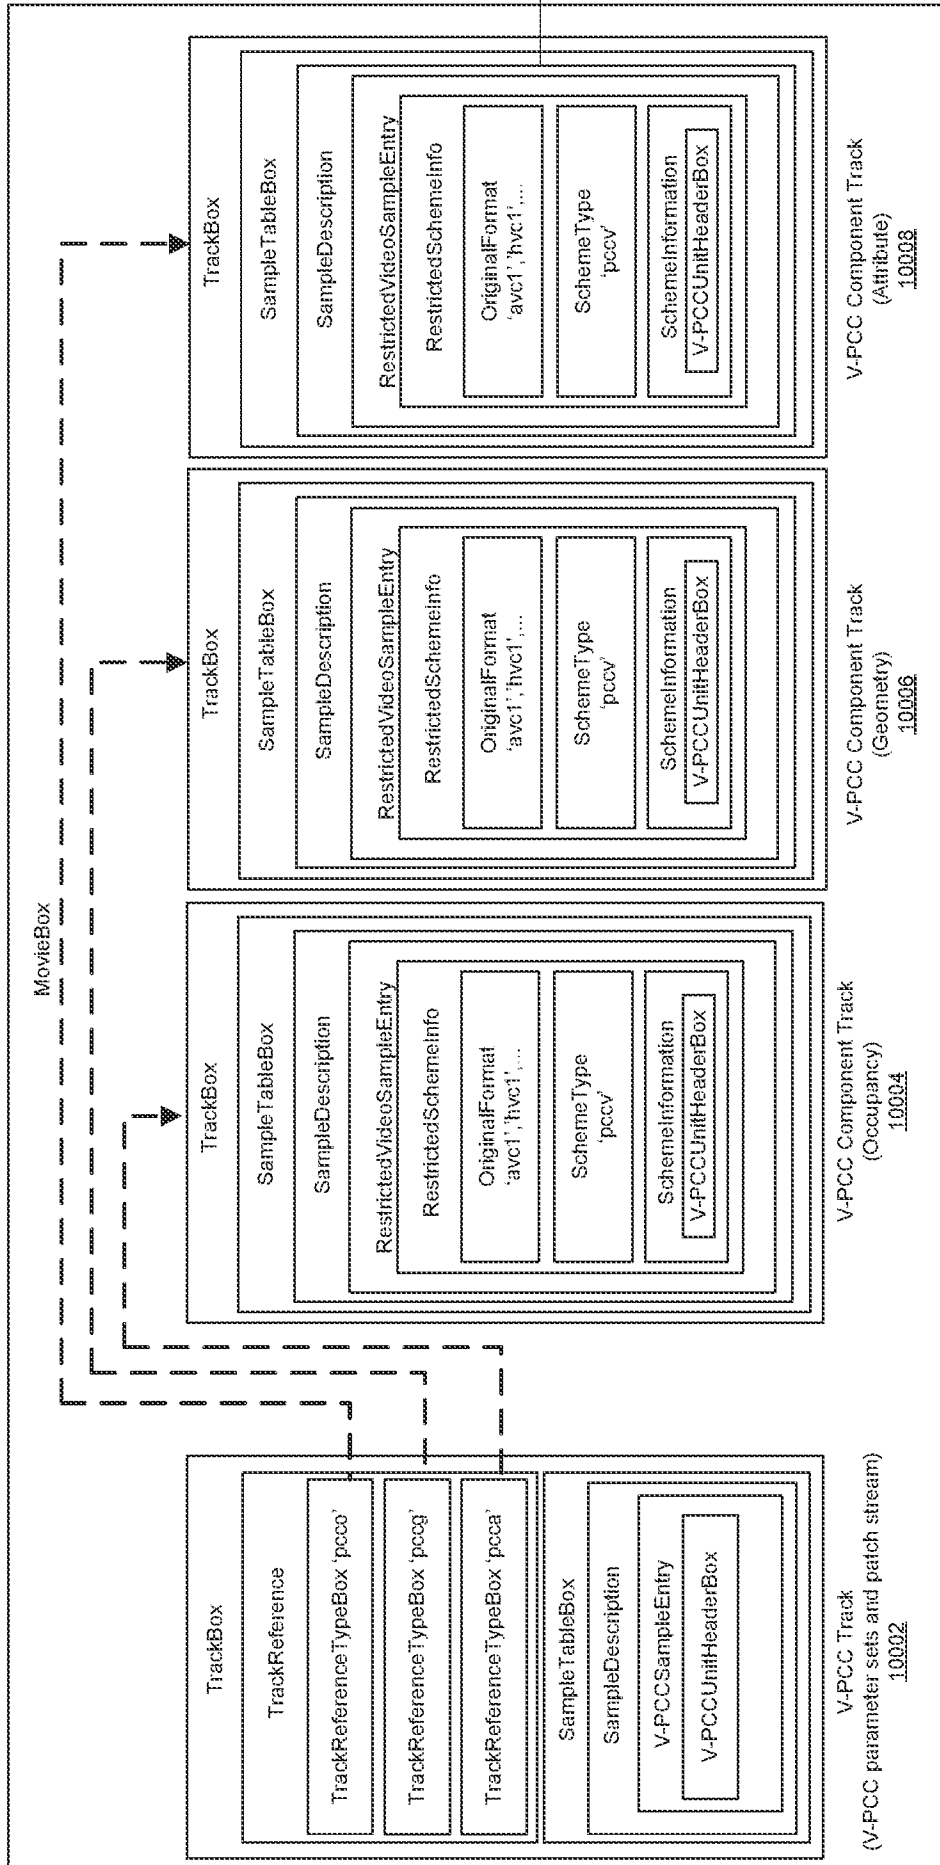 MovieBox
TrackBox
TrackReference
TrackReferenceTypeBox 'pcco'
TrackReferenceTypeBox 'pccg'
TrackReferenceTypeBox 'pcca'
SampleTableBox
SampleDescription
V-PCCSampleEntry
V-PCCUnitHeaderBox
V-PCC Track
(V-PCC parameter sets and patch stream)
10002
TrackBox
SampleTableBox
SampleDescription
RestrictedVideoSampleEntry
RestrictedSchemeInfo
OriginalFormat
'avc1','hvc1',...
SchemeType
'pccv'
SchemeInformation
V-PCCUnitHeaderBox
V-PCC Component Track
(Occupancy)
10004
TrackBox
SampleTableBox
SampleDescription
RestrictedVideoSampleEntry
RestrictedSchemeInfo
OriginalFormat
'avc1','hvc1',...
SchemeType
'pccv'
SchemeInformation
V-PCCUnitHeaderBox
V-PCC Component Track
(Geometry)
10006
TrackBox
SampleTableBox
SampleDescription
RestrictedVideoSampleEntry
RestrictedSchemeInfo
OriginalFormat
'avc1','hvc1',...
SchemeType
'pccv'
SchemeInformation
V-PCCUnitHeaderBox
V-PCC Component Track
(Attribute)
10008